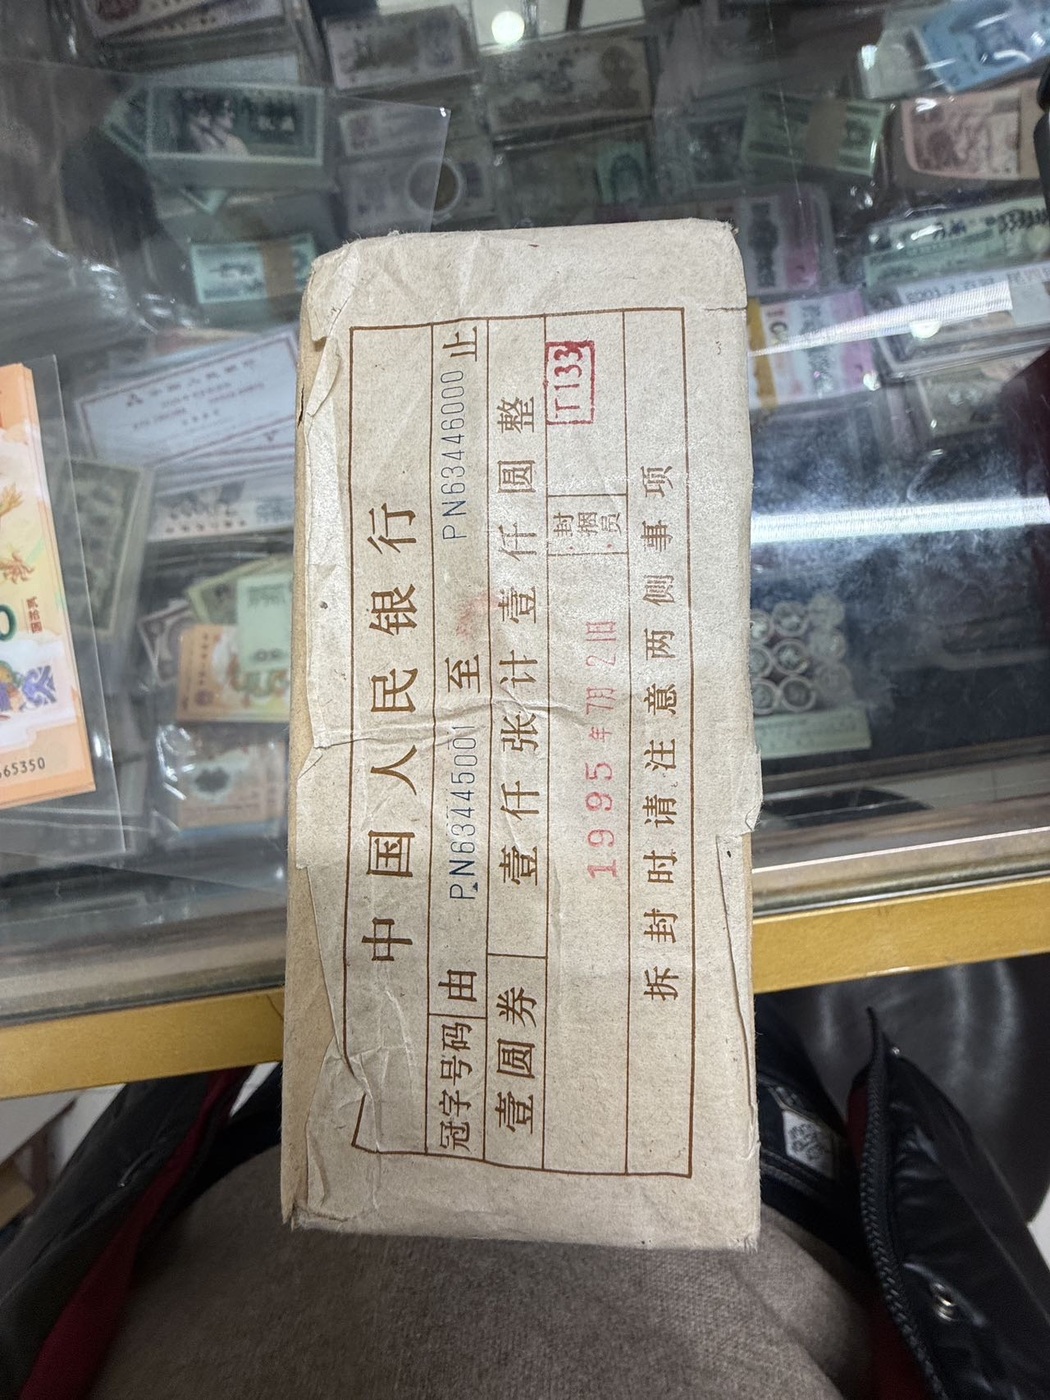 中国人民银行
冠字号码 由 PN63445001 至 PN63446000 止
壹圆券 壹仟张计壹仟圆整
1995年7月21日 封捆员 T133
拆封时请注意两侧事项
65350